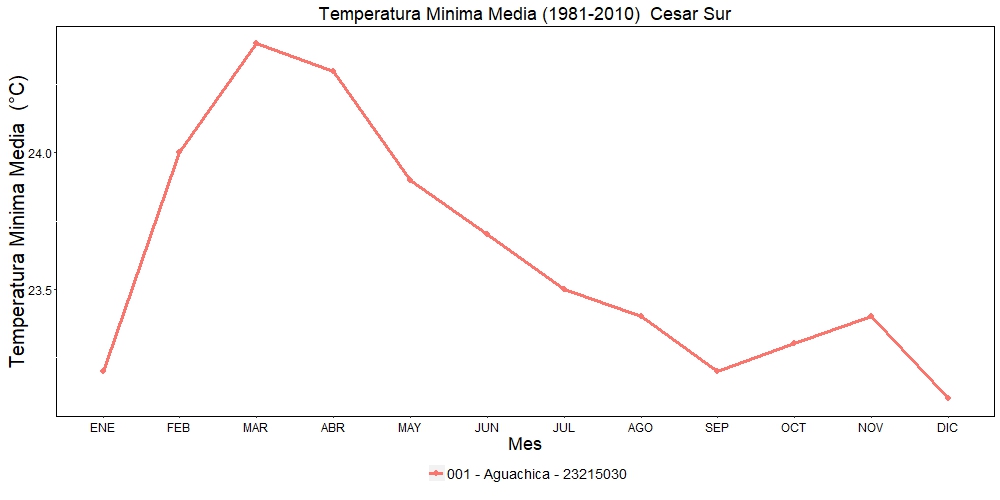 Temperatura Minima Media (1981-2010)  Cesar Sur
Temperatura Minima Media  (°C)
24.0
23.5
ENE FEB MAR ABR MAY JUN JUL AGO SEP OCT NOV DIC
Mes
001 - Aguachica - 23215030